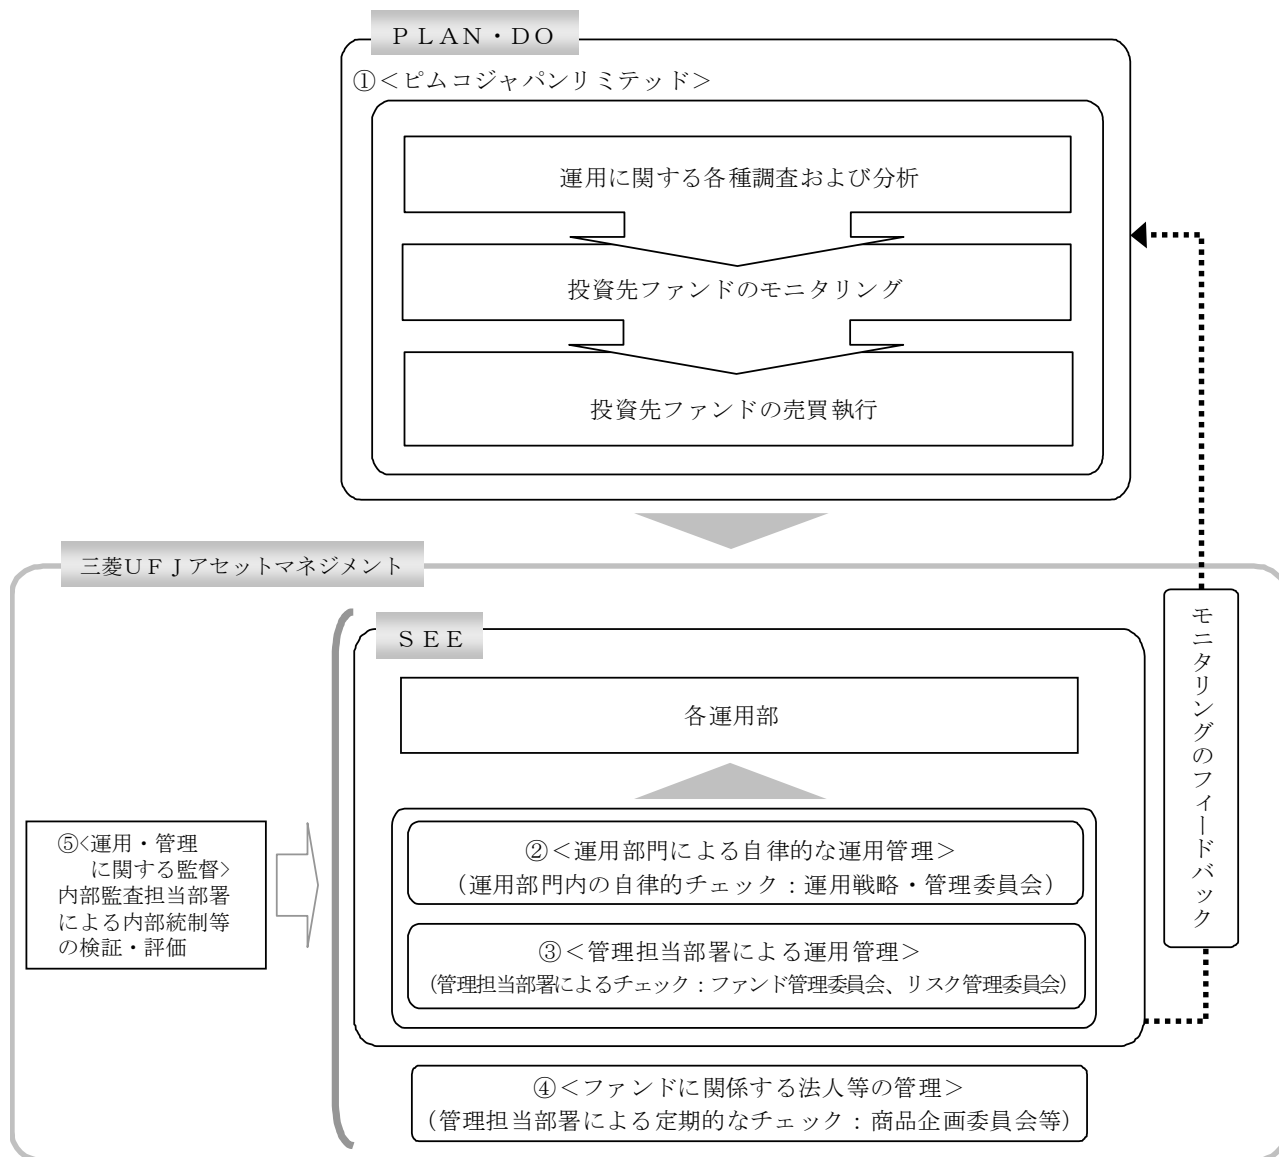 ＰＬＡＮ・ＤＯ
①＜ピムコジャパンリミテッド＞
運用に関する各種調査および分析
投資先ファンドのモニタリング
投資先ファンドの売買執行
三菱ＵＦＪアセットマネジメント
ＳＥＥ
各運用部
②＜運用部門による自律的な運用管理＞
（運用部門内の自律的チェック：運用戦略・管理委員会）
③＜管理担当部署による運用管理＞
（管理担当部署によるチェック：ファンド管理委員会、リスク管理委員会）
④＜ファンドに関係する法人等の管理＞
（管理担当部署による定期的なチェック：商品企画委員会等）
⑤<運用・管理
に関する監督>
内部監査担当部署
による内部統制等
の検証・評価
モニタリングのフィードバック